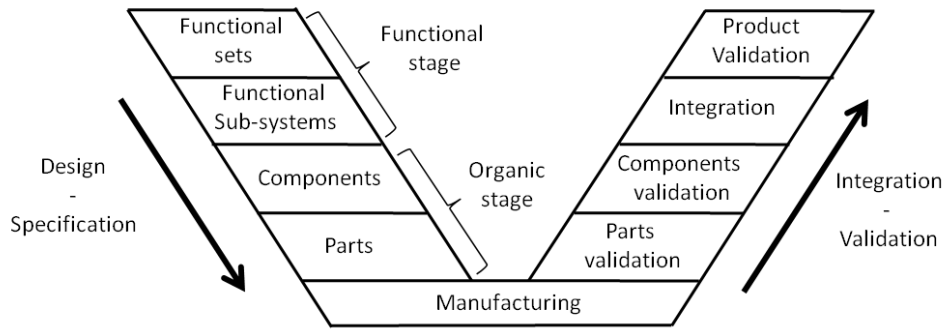 Functional
sets
Functional
Sub-systems
Components
Parts
Functional
stage
Organic
stage
Design
-
Specification
Manufacturing
Product
Validation
Integration
Components
validation
Parts
validation
Integration
-
Validation